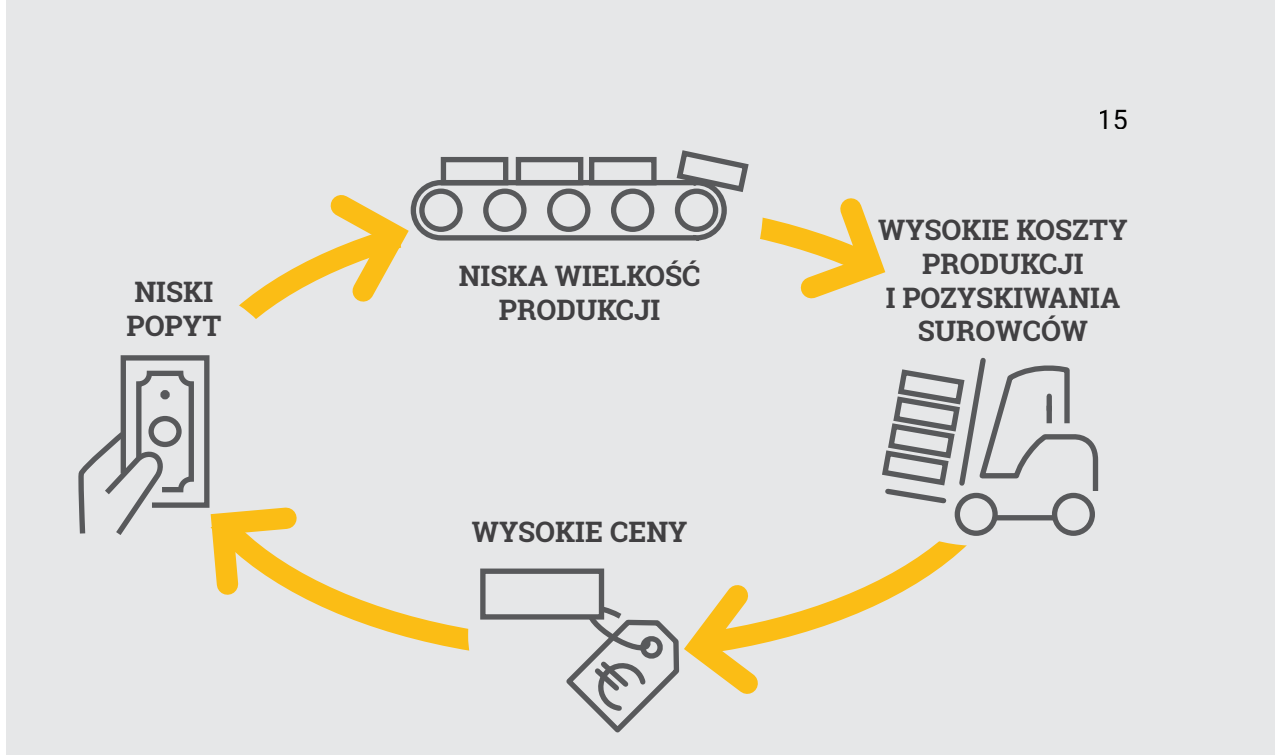 15
NISKI
POPYT
NISKA WIELKOŚĆ
PRODUKCJI
WYSOKIE KOSZTY
PRODUKCJI
I POZYSKIWANIA
SUROWCÓW
WYSOKIE CENY
€